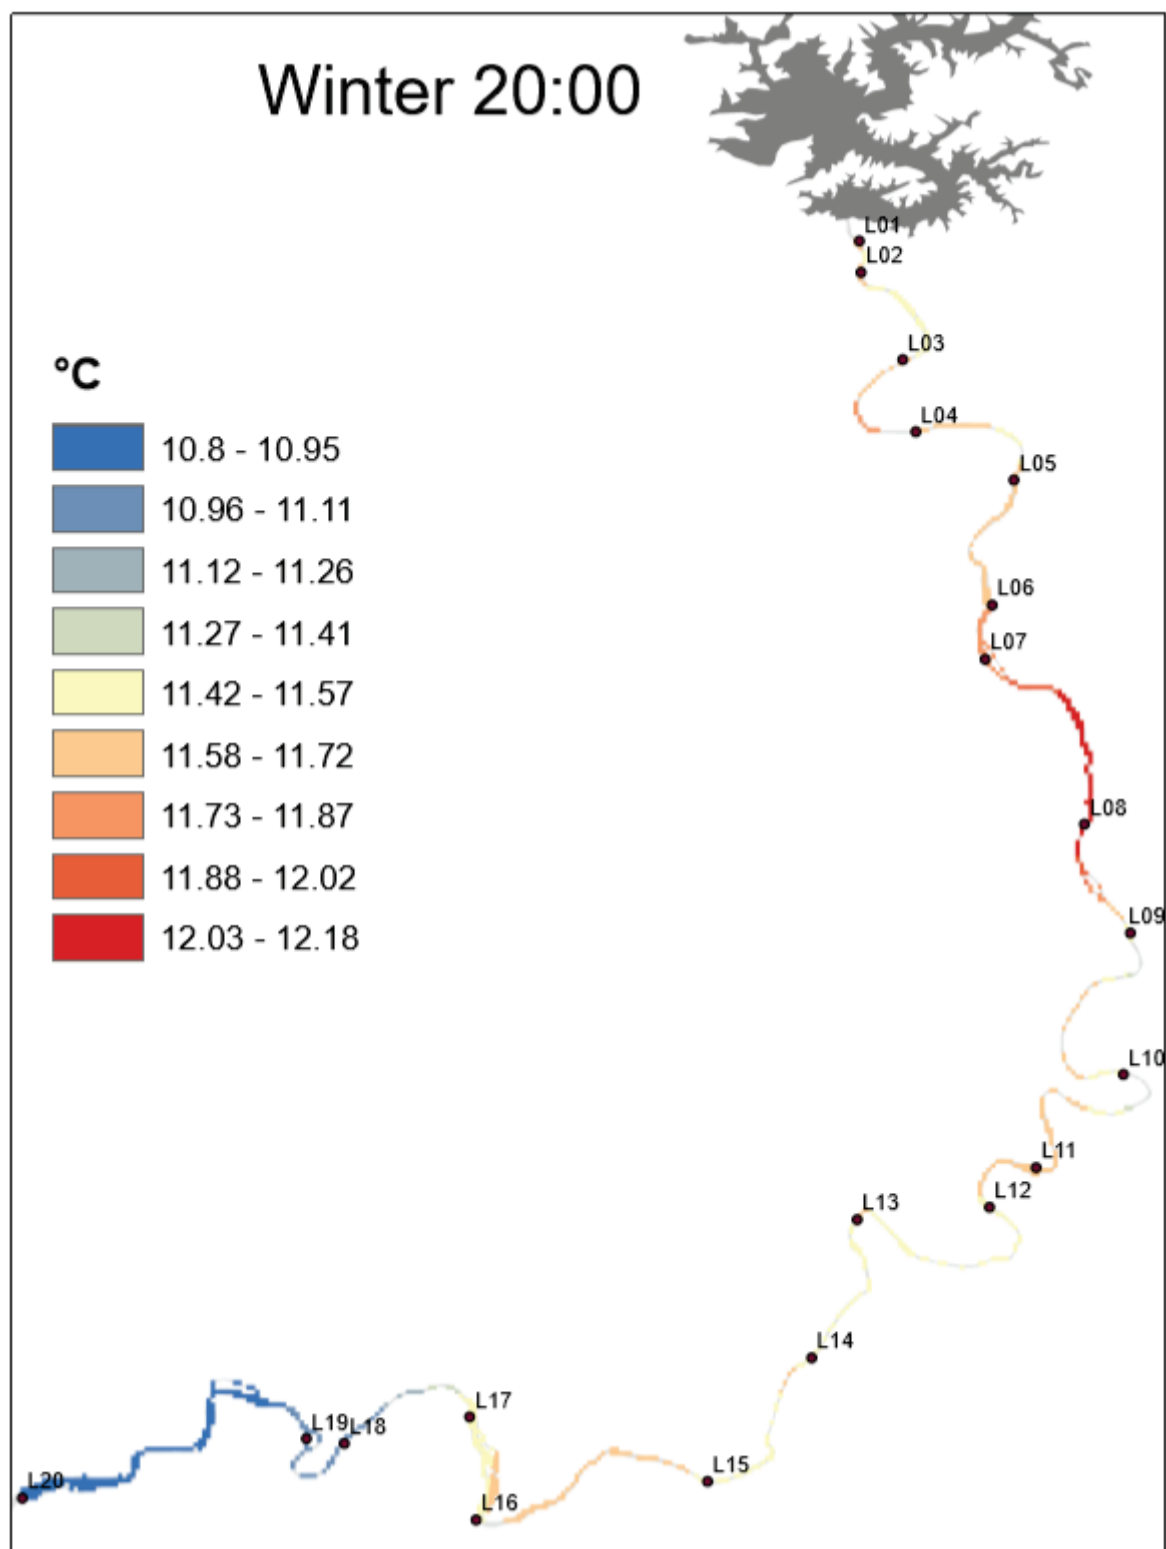 Winter 20:00
L01
L02
L03
L04
L05
L06
L07
L08
L09
L10
L11
L12
L13
L14
L15
L16
L17
L18
L19
L20
°C
10.8 - 10.95
10.96 - 11.11
11.12 - 11.26
11.27 - 11.41
11.42 - 11.57
11.58 - 11.72
11.73 - 11.87
11.88 - 12.02
12.03 - 12.18